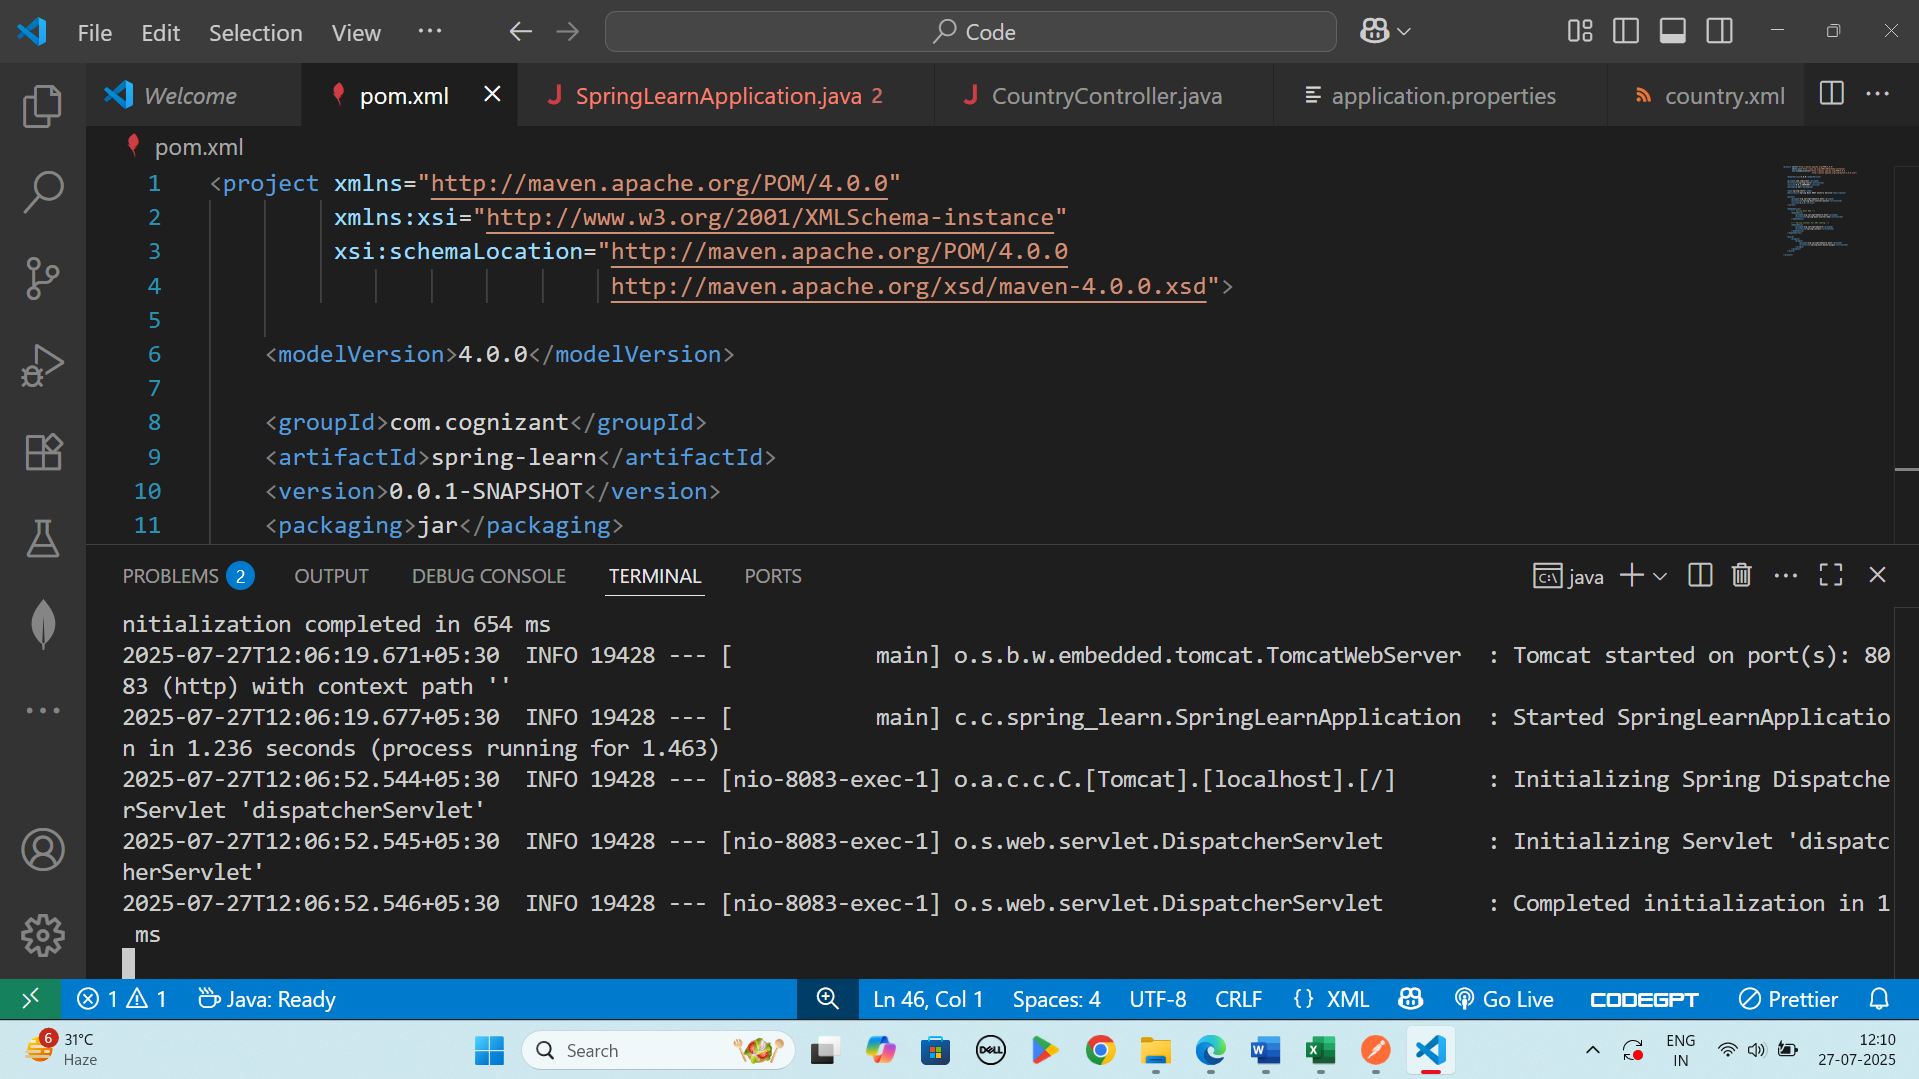 File Edit Selection View ··· Code
Welcome pom.xml SpringLearnApplication.java 2 CountryController.java application.properties country.xml
pom.xml
1 <project xmlns="http://maven.apache.org/POM/4.0.0"
2 xmlns:xsi="http://www.w3.org/2001/XMLSchema-instance"
3 xsi:schemaLocation="http://maven.apache.org/POM/4.0.0
4 http://maven.apache.org/xsd/maven-4.0.0.xsd">
5
6 <modelVersion>4.0.0</modelVersion>
7
8 <groupId>com.cognizant</groupId>
9 <artifactId>spring-learn</artifactId>
10 <version>0.0.1-SNAPSHOT</version>
11 <packaging>jar</packaging>
PROBLEMS 2 OUTPUT DEBUG CONSOLE TERMINAL PORTS java
nitialization completed in 654 ms
2025-07-27T12:06:19.671+05:30 INFO 19428 --- [ main] o.s.b.w.embedded.tomcat.TomcatWebServer : Tomcat started on port(s): 80
83 (http) with context path ''
2025-07-27T12:06:19.677+05:30 INFO 19428 --- [ main] c.c.spring_learn.SpringLearnApplication : Started SpringLearnApplicatio
n in 1.236 seconds (process running for 1.463)
2025-07-27T12:06:52.544+05:30 INFO 19428 --- [nio-8083-exec-1] o.a.c.c.C.[Tomcat].[localhost].[/] : Initializing Spring Dispatche
rServlet 'dispatcherServlet'
2025-07-27T12:06:52.545+05:30 INFO 19428 --- [nio-8083-exec-1] o.s.web.servlet.DispatcherServlet : Initializing Servlet 'dispatc
herServlet'
2025-07-27T12:06:52.546+05:30 INFO 19428 --- [nio-8083-exec-1] o.s.web.servlet.DispatcherServlet : Completed initialization in 1
ms
1 1 Java: Ready Ln 46, Col 1 Spaces: 4 UTF-8 CRLF {} XML Go Live CODEGPT Prettier
6 31°C Search DELL ENG 12:10
Haze IN 27-07-2025